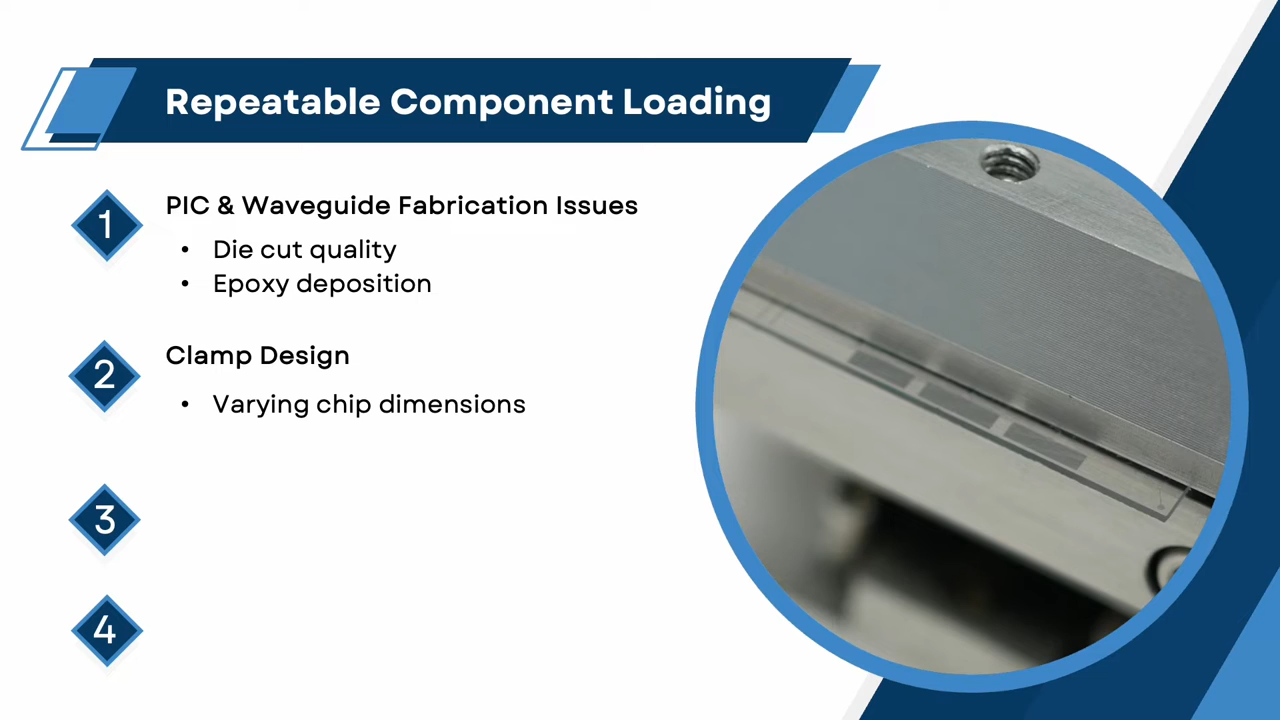 Repeatable Component Loading
1
PIC & Waveguide Fabrication Issues
• Die cut quality
• Epoxy deposition
2
Clamp Design
• Varying chip dimensions
3
4